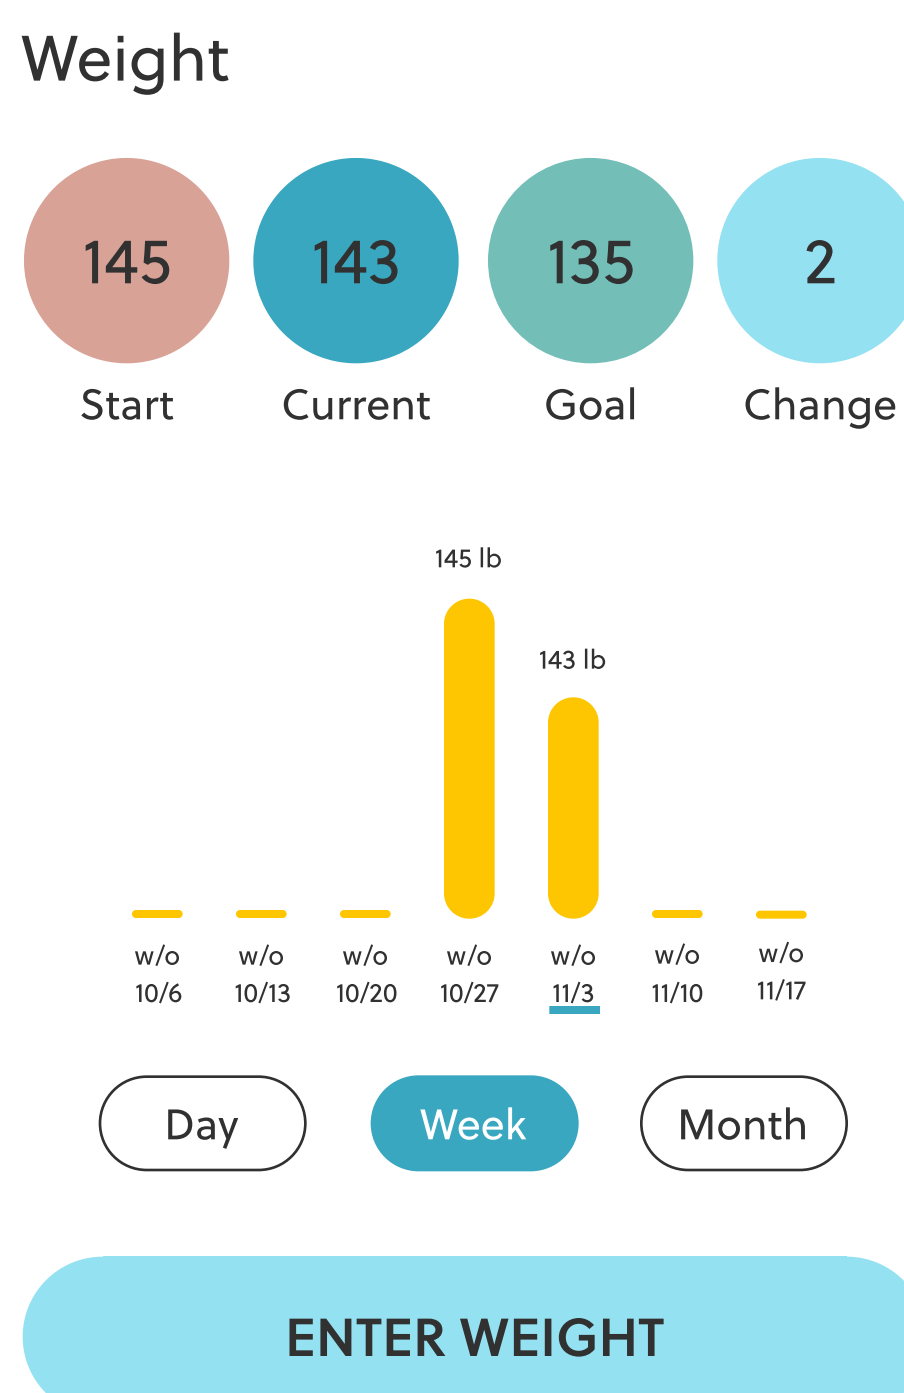 Weight
145 143 135 2
Start Current Goal Change
145 lb
143 lb
w/o w/o w/o w/o w/o w/o w/o
10/6 10/13 10/20 10/27 11/3 11/10 11/17
Day Week Month
ENTER WEIGHT